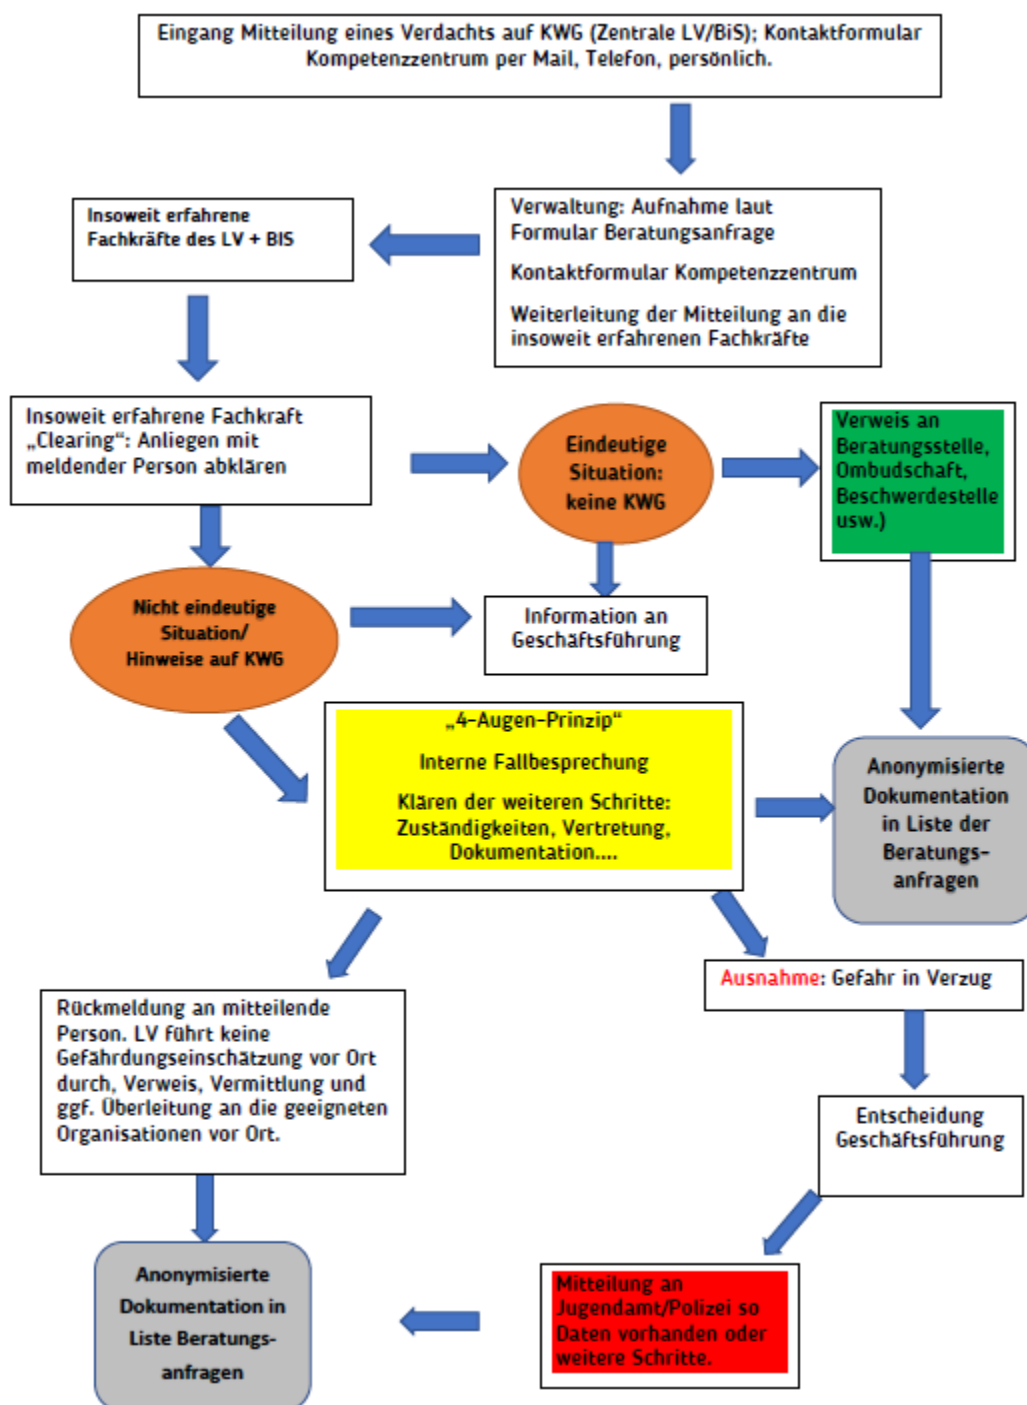 Eingang Mitteilung eines Verdachts auf KWG (Zentrale LV/BiS); Kontaktformular
Kompetenzzentrum per Mail, Telefon, persönlich.
Insoweit erfahrene
Fachkräfte des LV + BIS
Verwaltung: Aufnahme laut
Formular Beratungsanfrage
Kontaktformular Kompetenzzentrum
Weiterleitung der Mitteilung an die
insoweit erfahrenen Fachkräfte
Insoweit erfahrene Fachkraft
„Clearing“: Anliegen mit
meldender Person abklären
Eindeutige
Situation:
keine KWG
Verweis an
Beratungsstelle,
Ombudschaft,
Beschwerdestelle
usw.)
Nicht eindeutige
Situation/
Hinweise auf KWG
Information an
Geschäftsführung
„4-Augen-Prinzip“
Interne Fallbesprechung
Klären der weiteren Schritte:
Zuständigkeiten, Vertretung,
Dokumentation....
Anonymisierte
Dokumentation
in Liste der
Beratungs-
anfragen
Ausnahme: Gefahr in Verzug
Rückmeldung an mitteilende
Person. LV führt keine
Gefährdungseinschätzung vor Ort
durch, Verweis, Vermittlung und
ggf. Überleitung an die geeigneten
Organisationen vor Ort.
Entscheidung
Geschäftsführung
Anonymisierte
Dokumentation in
Liste Beratungs-
anfragen
Mitteilung an
Jugendamt/Polizei so
Daten vorhanden oder
weitere Schritte.